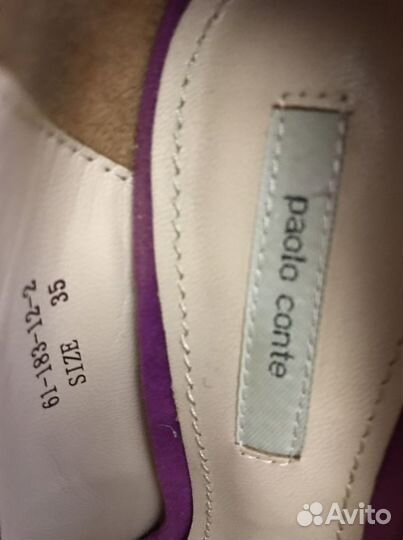 61-183-12-2
SIZE 35
paolo conte
Avito